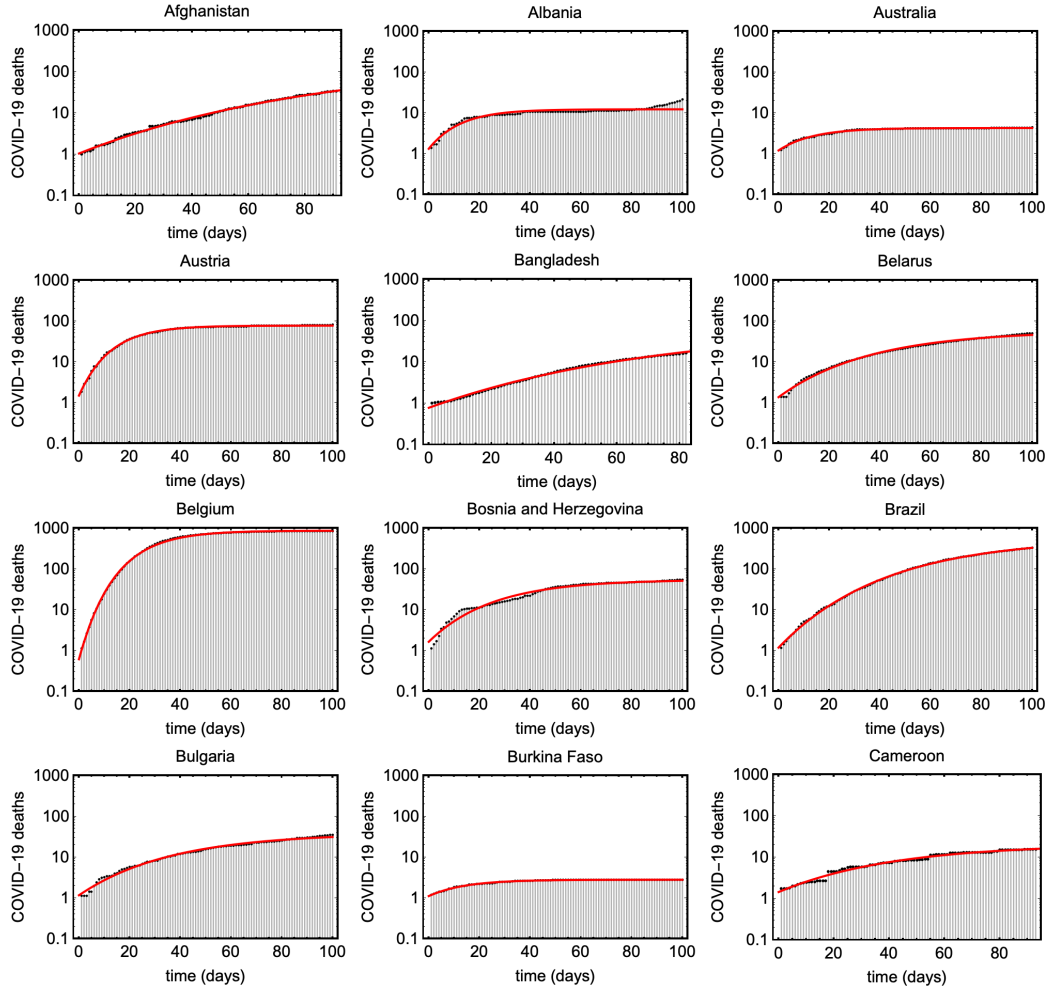 Afghanistan
COVID−19 deaths
1000
100
10
1
0.1
0 20 40 60 80
time (days)
Albania
COVID−19 deaths
1000
100
10
1
0.1
0 20 40 60 80 100
time (days)
Australia
COVID−19 deaths
1000
100
10
1
0.1
0 20 40 60 80 100
time (days)
Austria
COVID−19 deaths
1000
100
10
1
0.1
0 20 40 60 80 100
time (days)
Bangladesh
COVID−19 deaths
1000
100
10
1
0.1
0 20 40 60 80
time (days)
Belarus
COVID−19 deaths
1000
100
10
1
0.1
0 20 40 60 80 100
time (days)
Belgium
COVID−19 deaths
1000
100
10
1
0.1
0 20 40 60 80 100
time (days)
Bosnia and Herzegovina
COVID−19 deaths
1000
100
10
1
0.1
0 20 40 60 80 100
time (days)
Brazil
COVID−19 deaths
1000
100
10
1
0.1
0 20 40 60 80 100
time (days)
Bulgaria
COVID−19 deaths
1000
100
10
1
0.1
0 20 40 60 80 100
time (days)
Burkina Faso
COVID−19 deaths
1000
100
10
1
0.1
0 20 40 60 80 100
time (days)
Cameroon
COVID−19 deaths
1000
100
10
1
0.1
0 20 40 60 80
time (days)